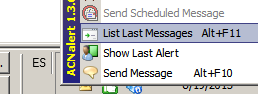 ACNalert 1.3.
Send Scheduled Message
List Last Messages Alt+F11
Show Last Alert
Send Message Alt+F10
ES